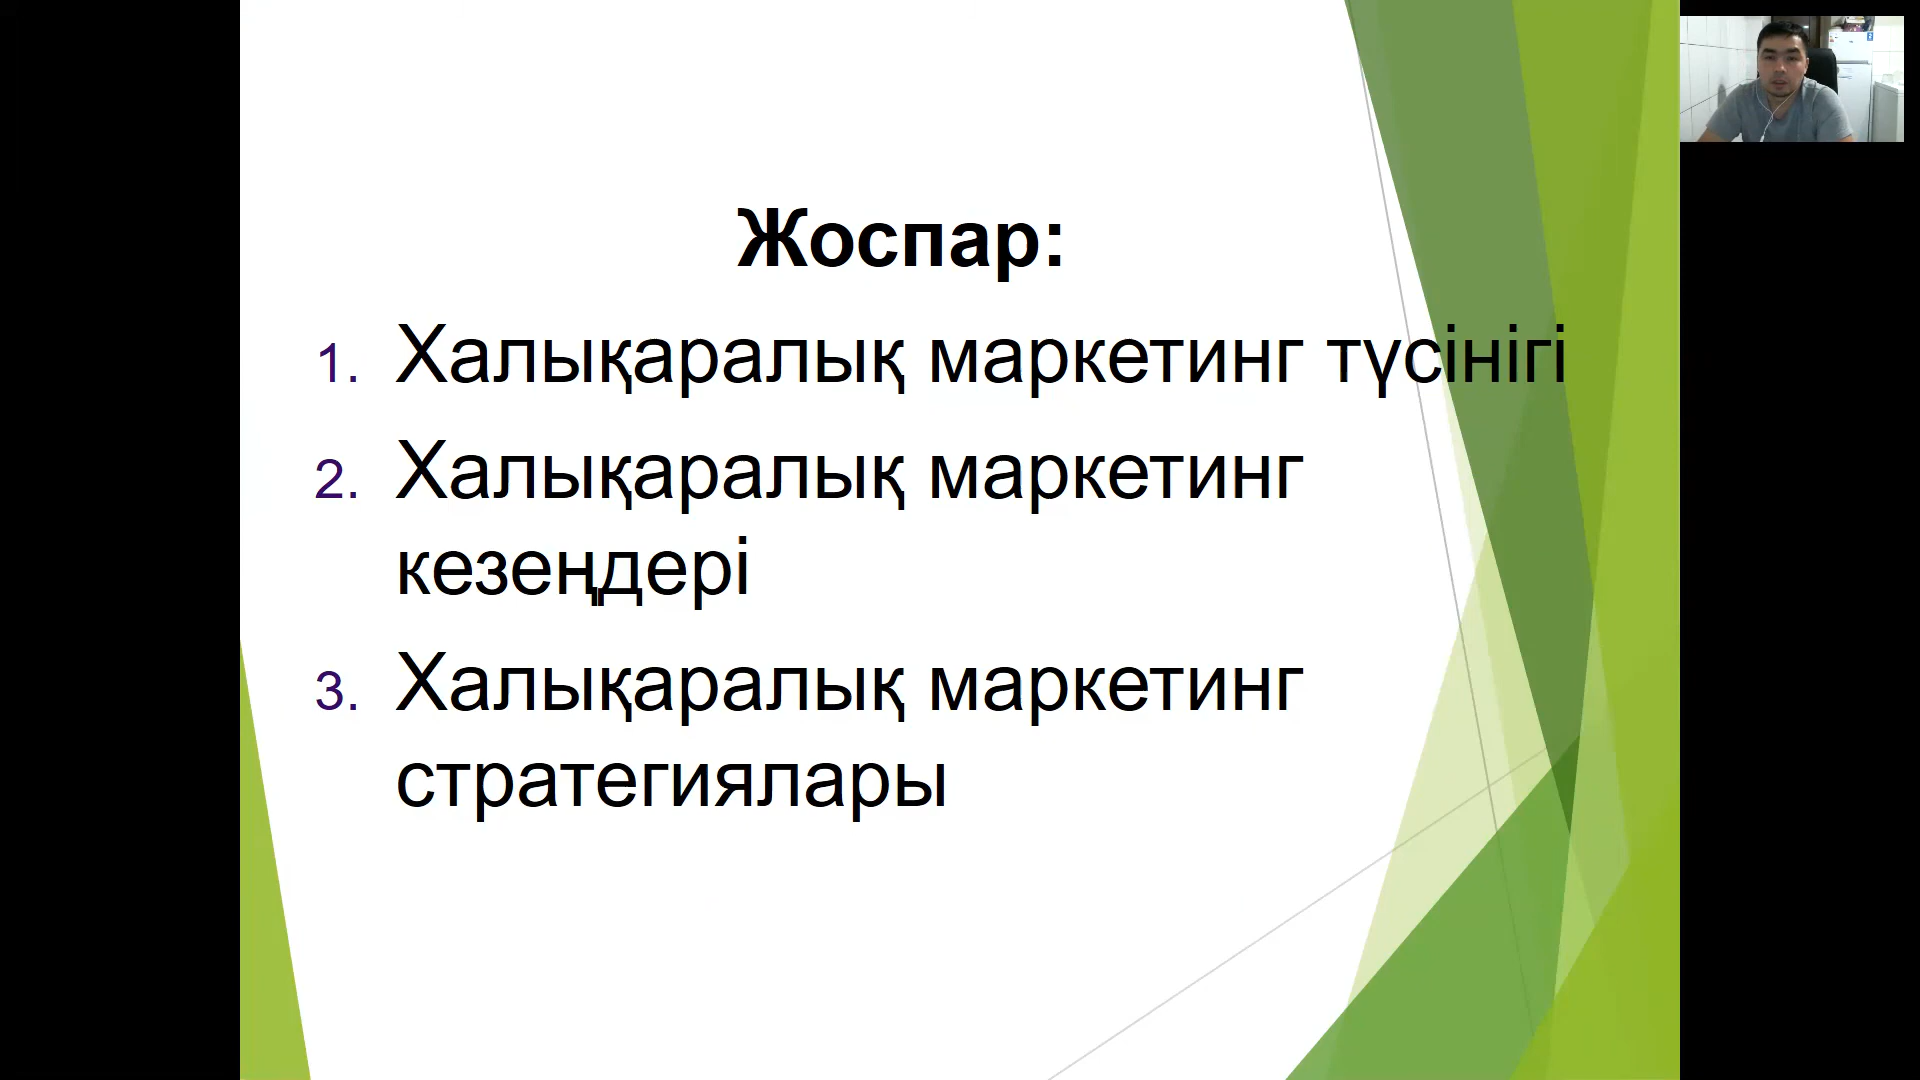 Жоспар:
1. Халықаралық маркетинг түсінігі
2. Халықаралық маркетинг
кезеңдері
3. Халықаралық маркетинг
стратегиялары